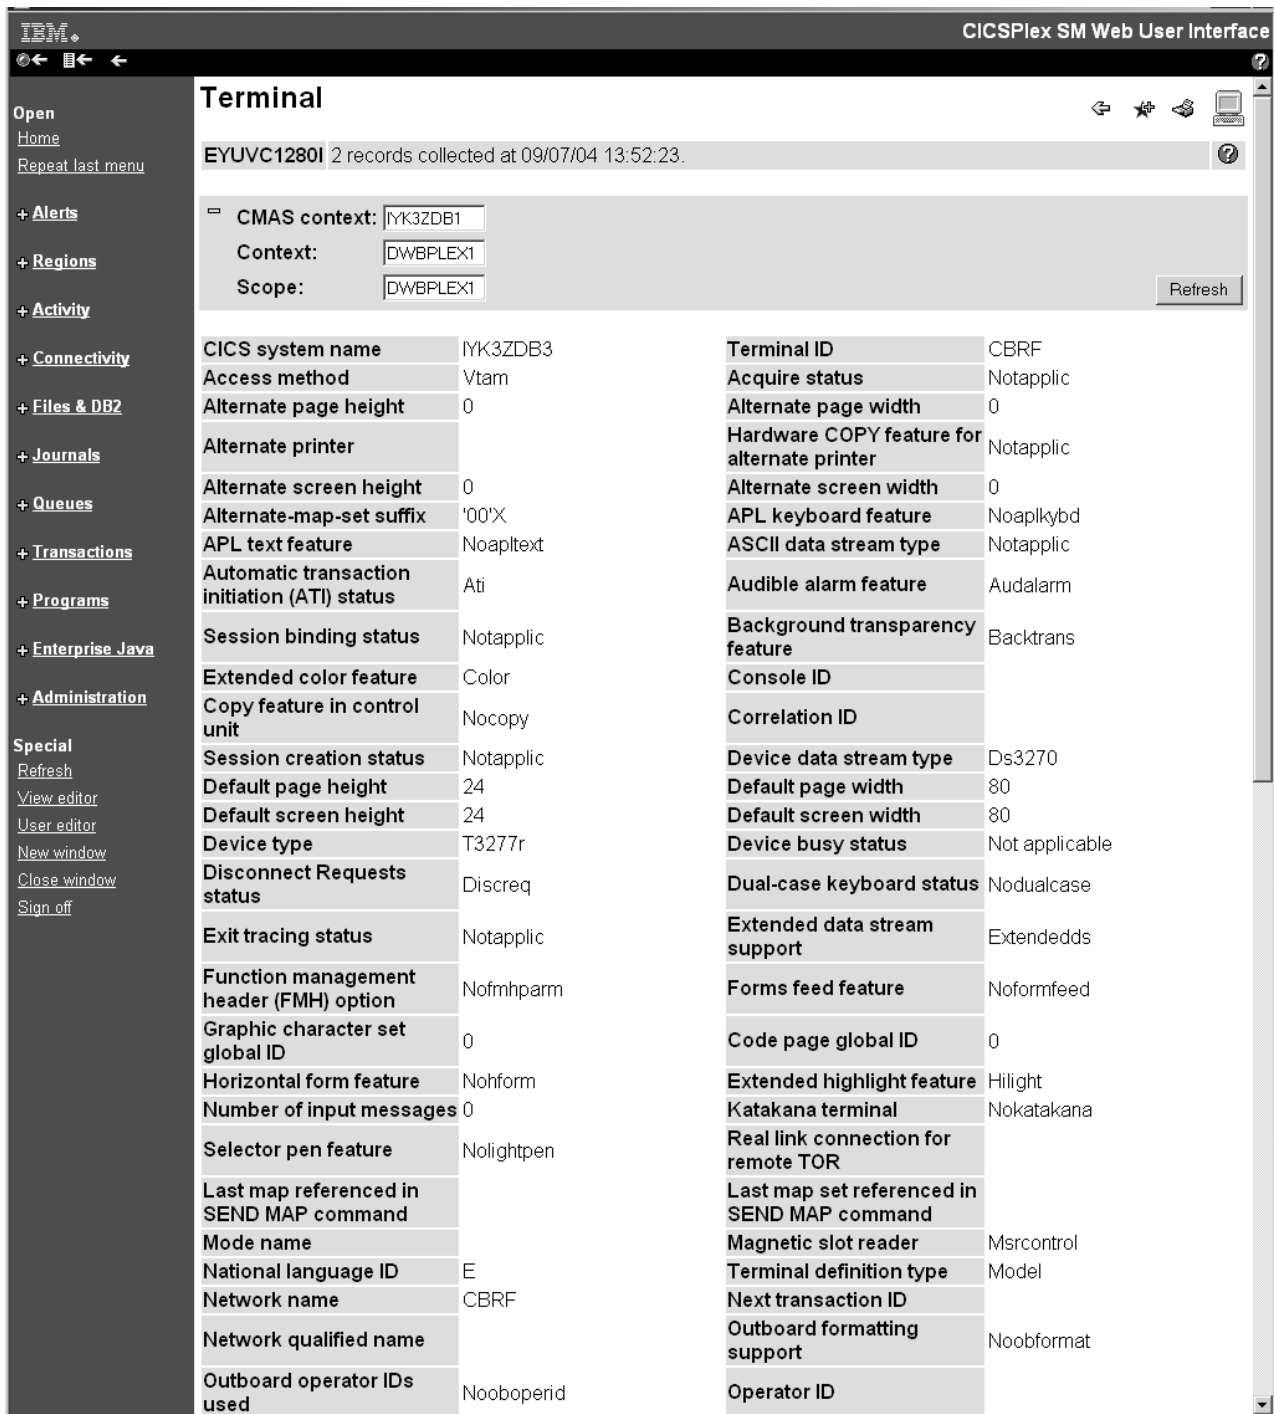 IBM.
CICSPlex SM Web User Interface
Open
Home
Repeat last menu
+ Alerts
+ Regions
+ Activity
+ Connectivity
+ Files & DB2
+ Journals
+ Queues
+ Transactions
+ Programs
+ Enterprise Java
+ Administration
Special
Refresh
View editor
User editor
New window
Close window
Sign off
Terminal
EYUVC1280I 2 records collected at 09/07/04 13:52:23.
CMAS context: IYK3ZDB1
Context: DWBPLEX1
Scope: DWBPLEX1
Refresh
CICS system name IYK3ZDB3 Terminal ID CBRF
Access method Vtam Acquire status Notapplic
Alternate page height 0 Alternate page width 0
Alternate printer
Hardware COPY feature for
alternate printer Notapplic
Alternate screen height 0 Alternate screen width 0
Alternate-map-set suffix '00'X APL keyboard feature Noaplkybd
APL text feature Noapltext ASCII data stream type Notapplic
Automatic transaction
initiation (ATI) status Ati Audible alarm feature Audalarm
Session binding status Notapplic
Background transparency
feature Backtrans
Extended color feature Color Console ID
Copy feature in control
unit Nocopy Correlation ID
Session creation status Notapplic Device data stream type Ds3270
Default page height 24 Default page width 80
Default screen height 24 Default screen width 80
Device type T3277r Device busy status Not applicable
Disconnect Requests
status Discreq Dual-case keyboard status Nodualcase
Exit tracing status Notapplic
Extended data stream
support Extendedds
Function management
header (FMH) option Nofmhparm Forms feed feature Noformfeed
Graphic character set
global ID 0 Code page global ID 0
Horizontal form feature Nohform Extended highlight feature Hilight
Number of input messages 0 Katakana terminal Nokatakana
Selector pen feature Nolightpen
Real link connection for
remote TOR
Last map referenced in
SEND MAP command
Last map set referenced in
SEND MAP command
Mode name Magnetic slot reader Msrcontrol
National language ID E Terminal definition type Model
Network name CBRF Next transaction ID
Network qualified name
Outboard formatting
support Noobformat
Outboard operator IDs
used Nooboperid Operator ID